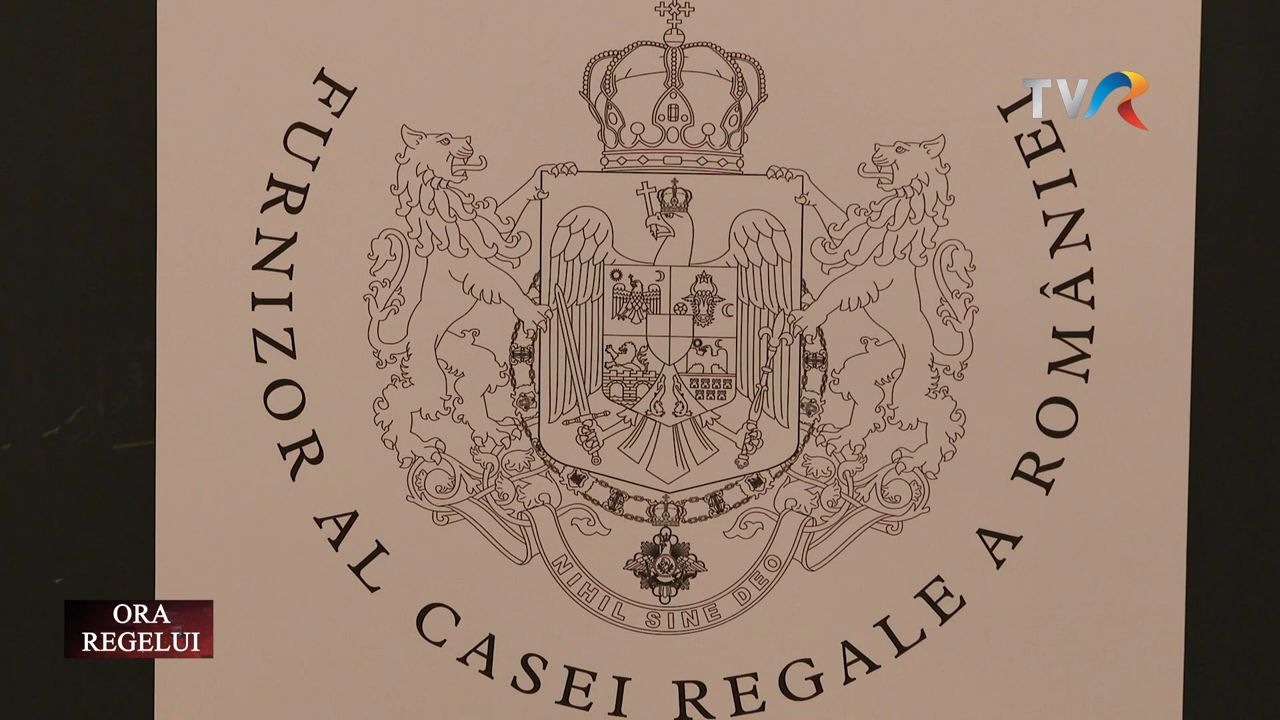 FURNIZOR AL CASEI REGALE A ROMÂNIEI
TVR
NIHIL SINE DEO
ORA
REGELUI